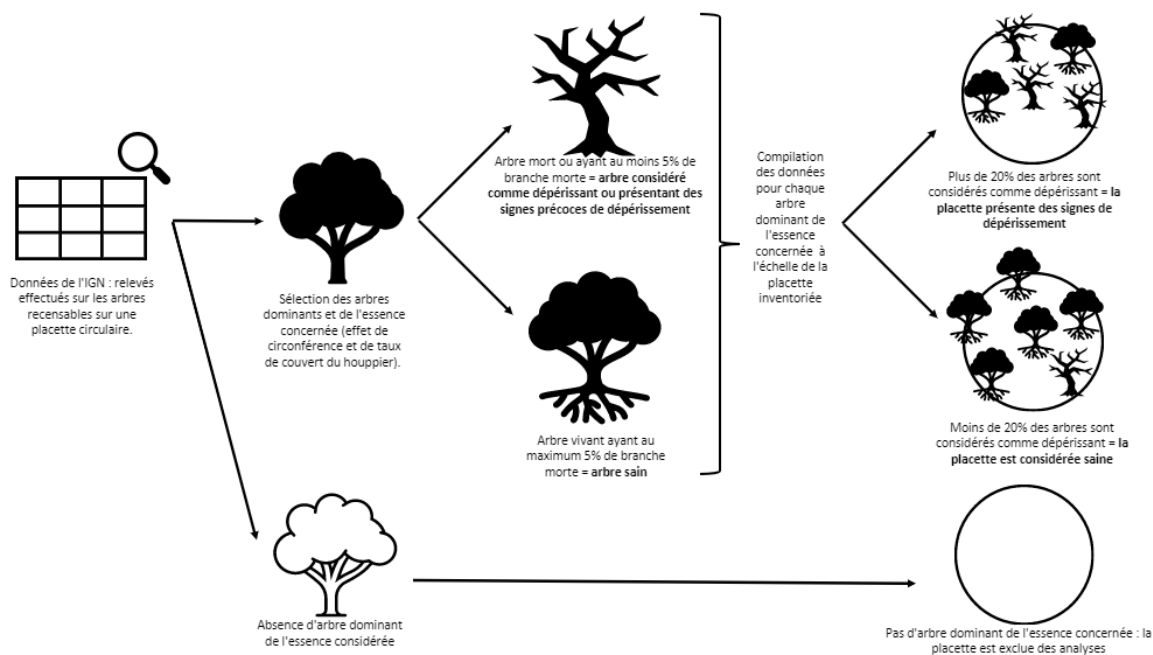 Données de l'IGN : relevés
effectués sur les arbres
recensables sur une
placette circulaire.
Sélection des arbres
dominants et de l'essence
concernée (effet de
circonférence et de taux
de couvert du houppier).
Absence d'arbre dominant
de l'essence considérée
Arbre mort ou ayant au moins 5% de
branche morte = arbre considéré
comme dépérissant ou présentant des
signes précoces de dépérissement
Arbre vivant ayant au
maximum 5% de branche
morte = arbre sain
Compilation
des données
pour chaque
arbre
dominant de
l'essence
concernée à
l'échelle de la
placette
inventoriée
Plus de 20% des arbres sont
considérés comme dépérissant = la
placette présente des signes de
dépérissement
Moins de 20% des arbres sont
considérés comme dépérissant = la
placette est considérée saine
Pas d'arbre dominant de l'essence concernée : la
placette est exclue des analyses